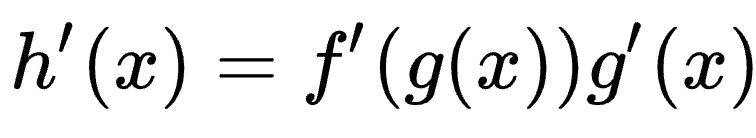 h′(x) = f′(g(x))g′(x)